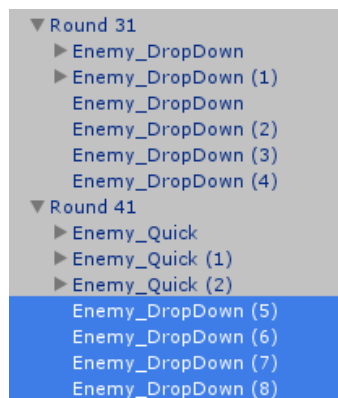 Round 31
Enemy_DropDown
Enemy_DropDown (1)
Enemy_DropDown
Enemy_DropDown (2)
Enemy_DropDown (3)
Enemy_DropDown (4)
Round 41
Enemy_Quick
Enemy_Quick (1)
Enemy_Quick (2)
Enemy_DropDown (5)
Enemy_DropDown (6)
Enemy_DropDown (7)
Enemy_DropDown (8)